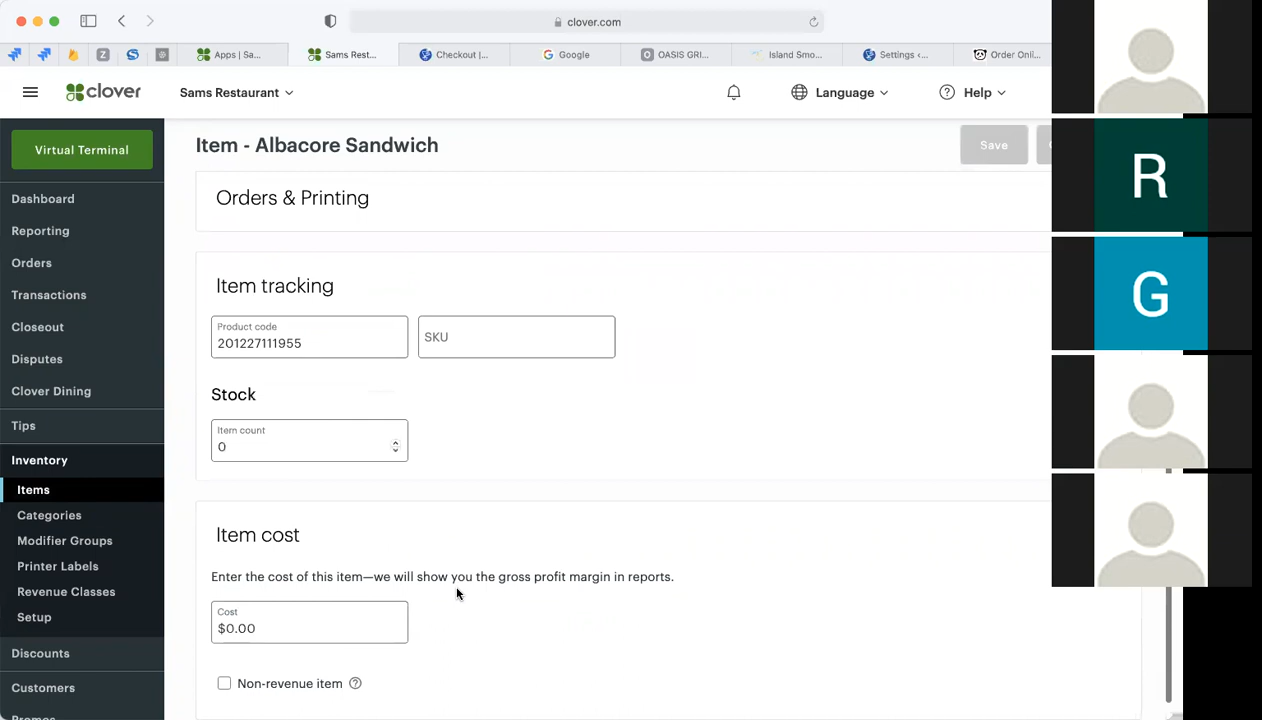 clover.com
Apps | Sa...
Sams Rest...
Checkout |...
Google
OASIS GRI...
Island Smo...
Settings <...
Order Onli...
clover
Sams Restaurant
Language
Help
Virtual Terminal
Dashboard
Reporting
Orders
Transactions
Closeout
Disputes
Clover Dining
Tips
Inventory
Items
Categories
Modifier Groups
Printer Labels
Revenue Classes
Setup
Discounts
Customers
Promos
Item - Albacore Sandwich
Save
Orders & Printing
Item tracking
Product code
201227111955
SKU
Stock
Item count
0
Item cost
Enter the cost of this item—we will show you the gross profit margin in reports.
Cost
$0.00
Non-revenue item
R
G